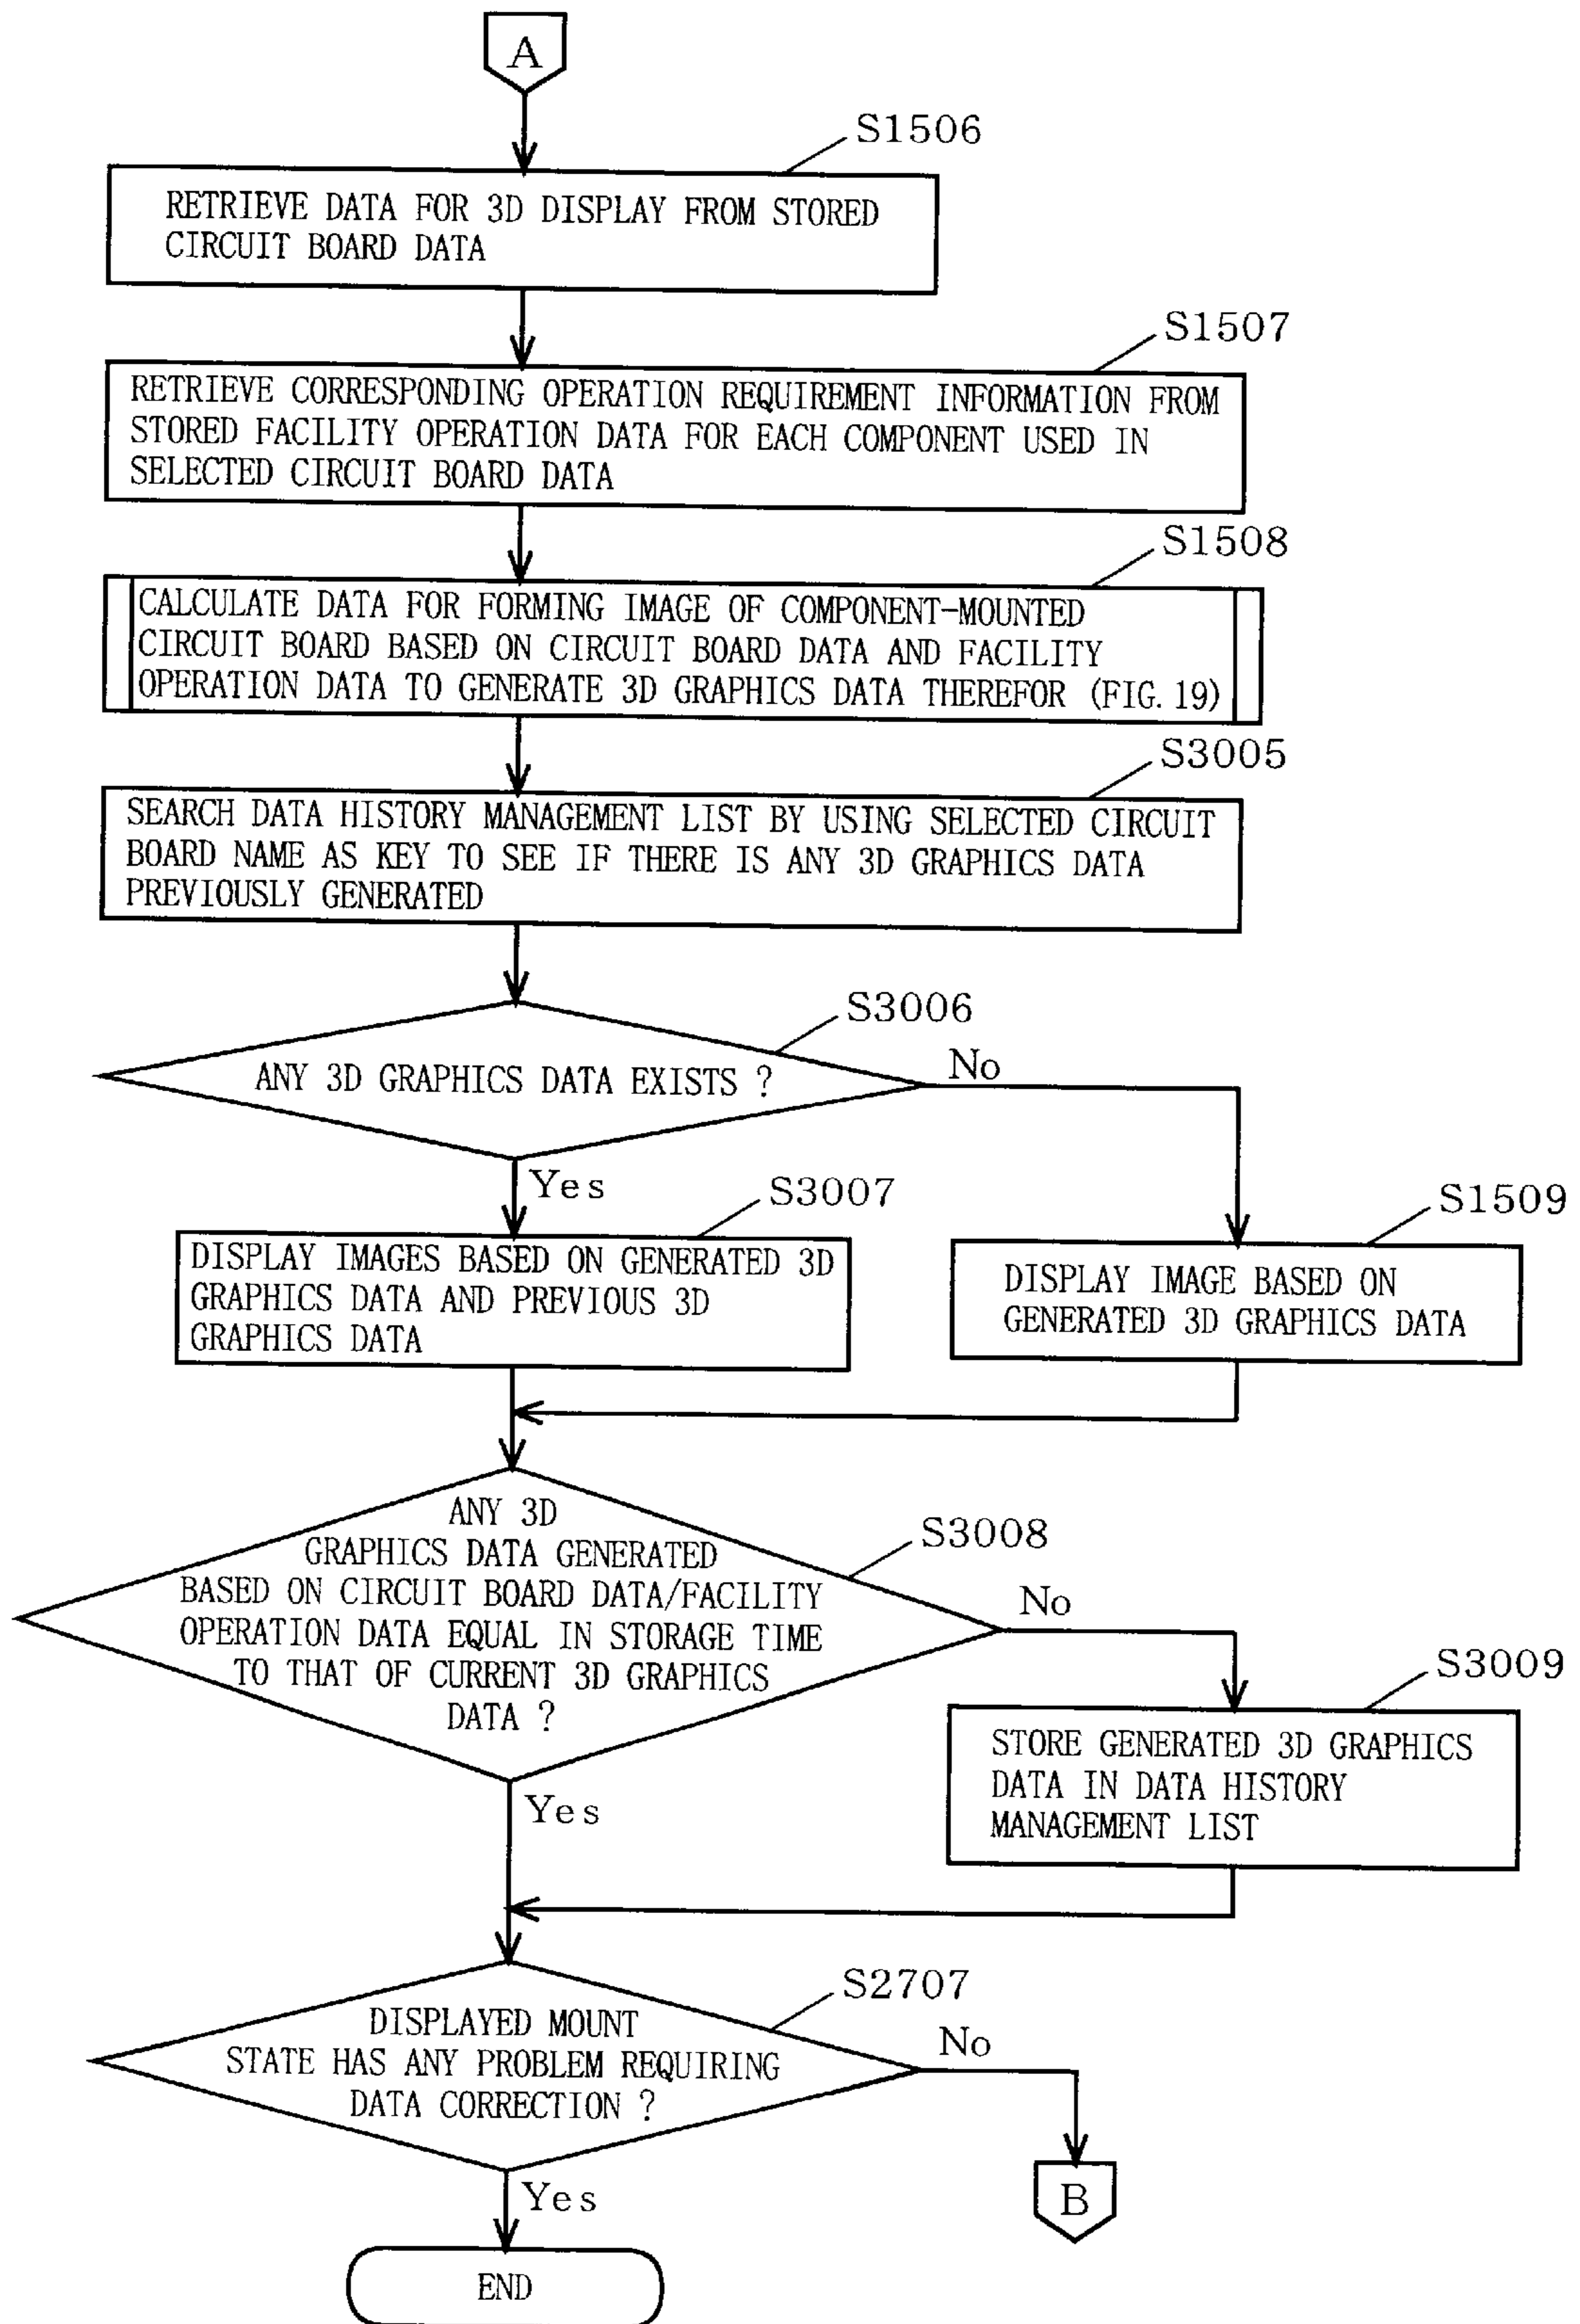 A
S1506
RETRIEVE DATA FOR 3D DISPLAY FROM STORED
CIRCUIT BOARD DATA
S1507
RETRIEVE CORRESPONDING OPERATION REQUIREMENT INFORMATION FROM
STORED FACILITY OPERATION DATA FOR EACH COMPONENT USED IN
SELECTED CIRCUIT BOARD DATA
S1508
CALCULATE DATA FOR FORMING IMAGE OF COMPONENT-MOUNTED
CIRCUIT BOARD BASED ON CIRCUIT BOARD DATA AND FACILITY
OPERATION DATA TO GENERATE 3D GRAPHICS DATA THEREFOR (FIG. 19)
S3005
SEARCH DATA HISTORY MANAGEMENT LIST BY USING SELECTED CIRCUIT
BOARD NAME AS KEY TO SEE IF THERE IS ANY 3D GRAPHICS DATA
PREVIOUSLY GENERATED
S3006
ANY 3D GRAPHICS DATA EXISTS ?
No
Yes
S3007
DISPLAY IMAGES BASED ON GENERATED 3D
GRAPHICS DATA AND PREVIOUS 3D
GRAPHICS DATA
S1509
DISPLAY IMAGE BASED ON
GENERATED 3D GRAPHICS DATA
S3008
ANY 3D
GRAPHICS DATA GENERATED
BASED ON CIRCUIT BOARD DATA/FACILITY
OPERATION DATA EQUAL IN STORAGE TIME
TO THAT OF CURRENT 3D GRAPHICS
DATA ?
No
Yes
S3009
STORE GENERATED 3D GRAPHICS
DATA IN DATA HISTORY
MANAGEMENT LIST
S2707
DISPLAYED MOUNT
STATE HAS ANY PROBLEM REQUIRING
DATA CORRECTION ?
No
Yes
B
END